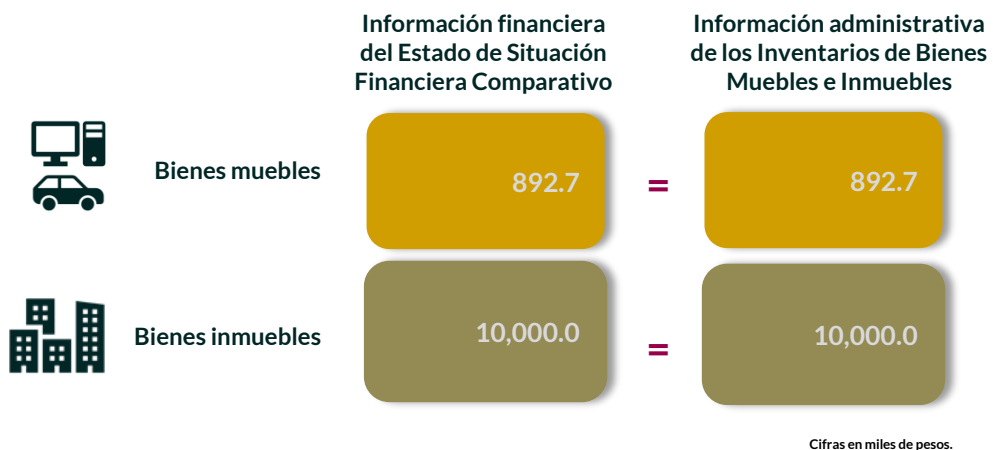 Información financiera
del Estado de Situación
Financiera Comparativo
Información administrativa
de los Inventarios de Bienes
Muebles e Inmuebles
Bienes muebles
892.7
=
892.7
Bienes inmuebles
10,000.0
=
10,000.0
Cifras en miles de pesos.